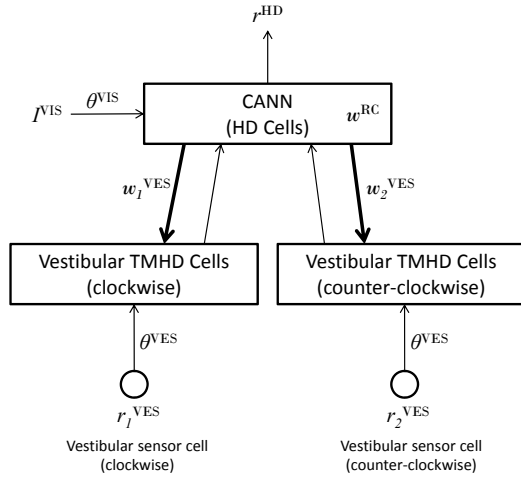 r^HD
I^VIS
θ^VIS
CANN
(HD Cells)
w^RC
w_1^VES
w_2^VES
Vestibular TMHD Cells
(clockwise)
Vestibular TMHD Cells
(counter-clockwise)
θ^VES
θ^VES
r_1^VES
r_2^VES
Vestibular sensor cell
(clockwise)
Vestibular sensor cell
(counter-clockwise)